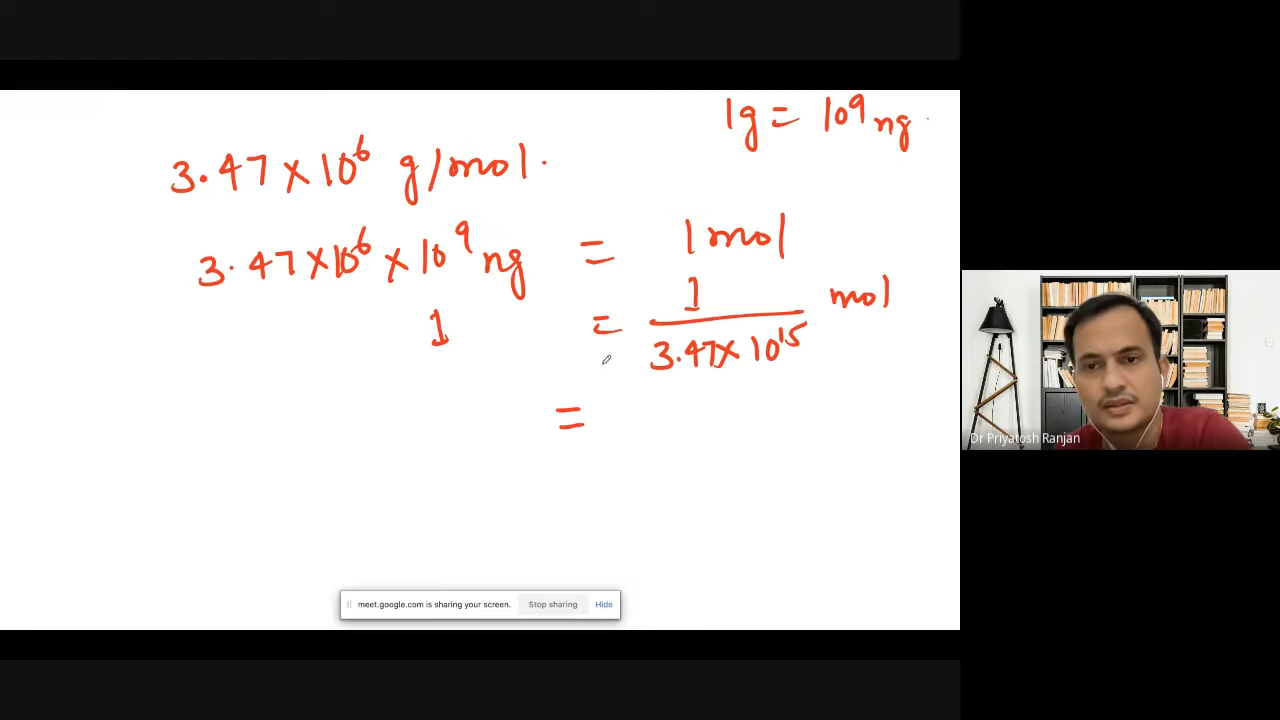 1g = 10⁹ ng
3.47 × 10⁶ g/mol.
3.47 × 10⁶ × 10⁹ ng = 1 mol
1 = 1 / 3.47 × 10¹⁵ mol
=
Dr Priyatosh Ranjan
meet.google.com is sharing your screen. Stop sharing Hide